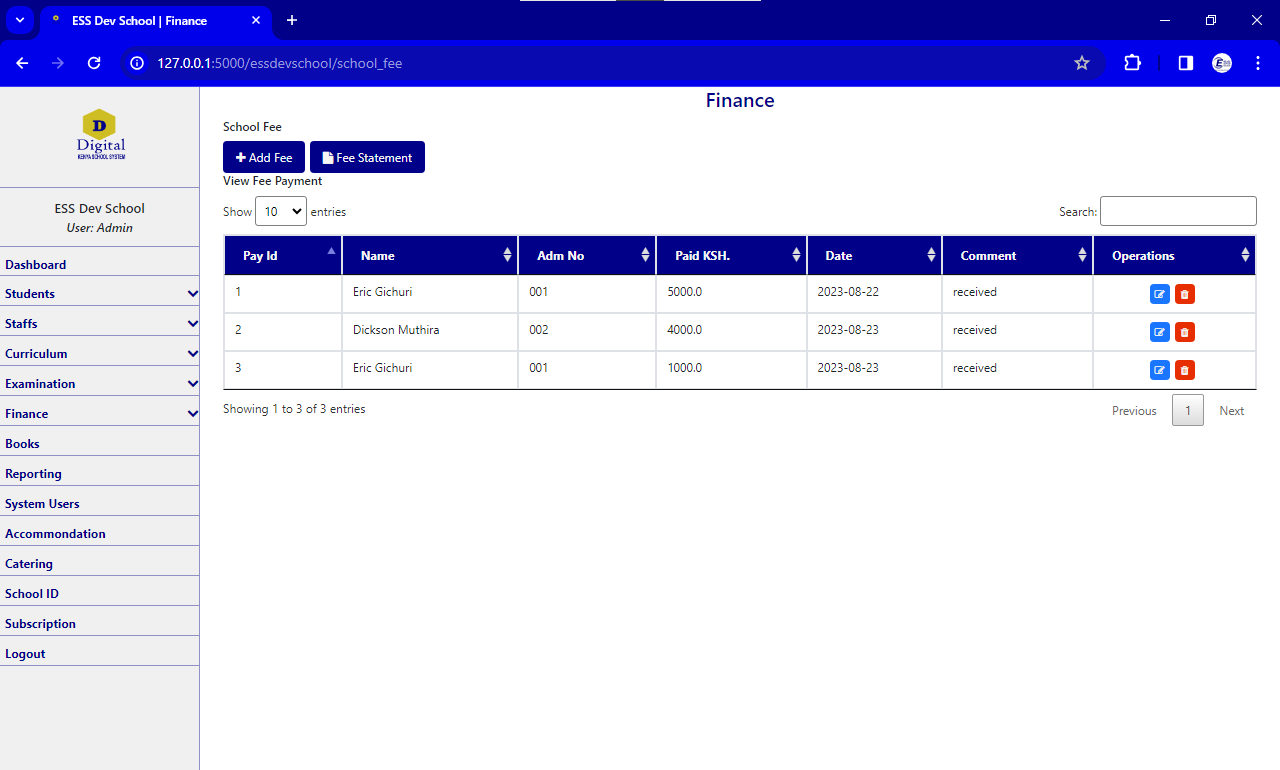 ESS Dev School | Finance
127.0.0.1:5000/essdevschool/school_fee
D
Digital
KENYA SCHOOL SYSTEM
ESS Dev School
User: Admin
Dashboard
Students
Staffs
Curriculum
Examination
Finance
Books
Reporting
System Users
Accommondation
Catering
School ID
Subscription
Logout
Finance
School Fee
Add Fee Fee Statement
View Fee Payment
Show 10 entries Search:
Pay Id Name Adm No Paid KSH. Date Comment Operations
1 Eric Gichuri 001 5000.0 2023-08-22 received
2 Dickson Muthira 002 4000.0 2023-08-23 received
3 Eric Gichuri 001 1000.0 2023-08-23 received
Showing 1 to 3 of 3 entries Previous 1 Next